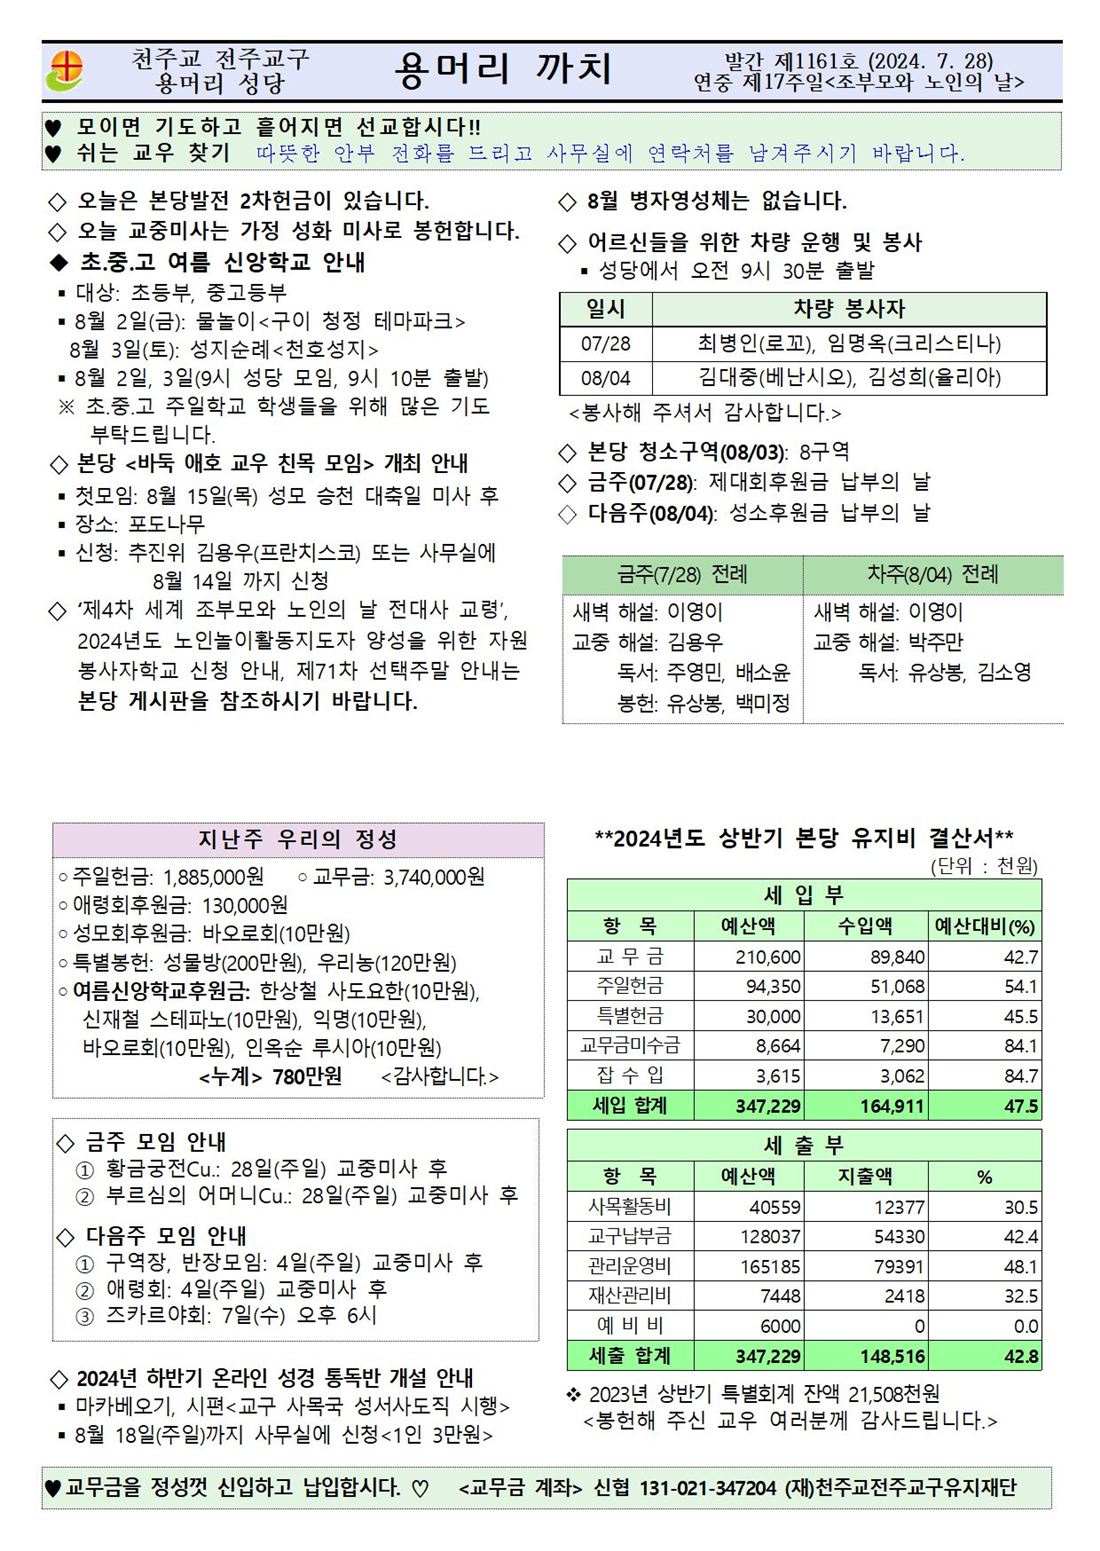 천주교 전주교구
용머리 성당
용머리 까치
발간 제1161호 (2024. 7. 28)
연중 제17주일<조부모와 노인의 날>
♥ 모이면 기도하고 흩어지면 선교합시다!!
♥ 쉬는 교우 찾기 따뜻한 안부 전화를 드리고 사무실에 연락처를 남겨주시기 바랍니다.
◇ 오늘은 본당발전 2차헌금이 있습니다.
◇ 오늘 교중미사는 가정 성화 미사로 봉헌합니다.
◆ 초.중.고 여름 신앙학교 안내
▪ 대상: 초등부, 중고등부
▪ 8월 2일(금): 물놀이<구이 청정 테마파크>
8월 3일(토): 성지순례<천호성지>
▪ 8월 2일, 3일(9시 성당 모임, 9시 10분 출발)
※ 초.중.고 주일학교 학생들을 위해 많은 기도
부탁드립니다.
◇ 본당 <바둑 애호 교우 친목 모임> 개최 안내
▪ 첫모임: 8월 15일(목) 성모 승천 대축일 미사 후
▪ 장소: 포도나무
▪ 신청: 추진위 김용우(프란치스코) 또는 사무실에
8월 14일 까지 신청
◇ ‘제4차 세계 조부모와 노인의 날 전대사 교령’,
2024년도 노인놀이활동지도자 양성을 위한 자원
봉사자학교 신청 안내, 제71차 선택주말 안내는
본당 게시판을 참조하시기 바랍니다.
◇ 8월 병자영성체는 없습니다.
◇ 어르신들을 위한 차량 운행 및 봉사
▪ 성당에서 오전 9시 30분 출발
일시 차량 봉사자
07/28 최병인(로꼬), 임명옥(크리스티나)
08/04 김대중(베난시오), 김성희(율리아)
<봉사해 주셔서 감사합니다.>
◇ 본당 청소구역(08/03): 8구역
◇ 금주(07/28): 제대회후원금 납부의 날
◇ 다음주(08/04): 성소후원금 납부의 날
금주(7/28) 전례 차주(8/04) 전례
새벽 해설: 이영이 새벽 해설: 이영이
교중 해설: 김용우 교중 해설: 박주만
독서: 주영민, 배소윤 독서: 유상봉, 김소영
봉헌: 유상봉, 백미정
지난주 우리의 정성
○ 주일헌금: 1,885,000원 ○ 교무금: 3,740,000원
○ 애령회후원금: 130,000원
○ 성모회후원금: 바오로회(10만원)
○ 특별봉헌: 성물방(200만원), 우리농(120만원)
○ 여름신앙학교후원금: 한상철 사도요한(10만원),
신재철 스테파노(10만원), 익명(10만원),
바오로회(10만원), 인옥순 루시아(10만원)
<누계> 780만원 <감사합니다.>
◇ 금주 모임 안내
① 황금궁전Cu.: 28일(주일) 교중미사 후
② 부르심의 어머니Cu.: 28일(주일) 교중미사 후
◇ 다음주 모임 안내
① 구역장, 반장모임: 4일(주일) 교중미사 후
② 애령회: 4일(주일) 교중미사 후
③ 즈카르야회: 7일(수) 오후 6시
◇ 2024년 하반기 온라인 성경 통독반 개설 안내
▪ 마카베오기, 시편<교구 사목국 성서사도직 시행>
▪ 8월 18일(주일)까지 사무실에 신청<1인 3만원>
**2024년도 상반기 본당 유지비 결산서**
(단위 : 천원)
세 입 부
항 목 예산액 수입액 예산대비(%)
교 무 금 210,600 89,840 42.7
주일헌금 94,350 51,068 54.1
특별헌금 30,000 13,651 45.5
교무금미수금 8,664 7,290 84.1
잡 수 입 3,615 3,062 84.7
세입 합계 347,229 164,911 47.5
세 출 부
항 목 예산액 지출액 %
사목활동비 40559 12377 30.5
교구납부금 128037 54330 42.4
관리운영비 165185 79391 48.1
재산관리비 7448 2418 32.5
예 비 비 6000 0 0.0
세출 합계 347,229 148,516 42.8
❖ 2023년 상반기 특별회계 잔액 21,508천원
<봉헌해 주신 교우 여러분께 감사드립니다.>
♥교무금을 정성껏 신입하고 납입합시다. ♡ <교무금 계좌> 신협 131-021-347204 (재)천주교전주교구유지재단